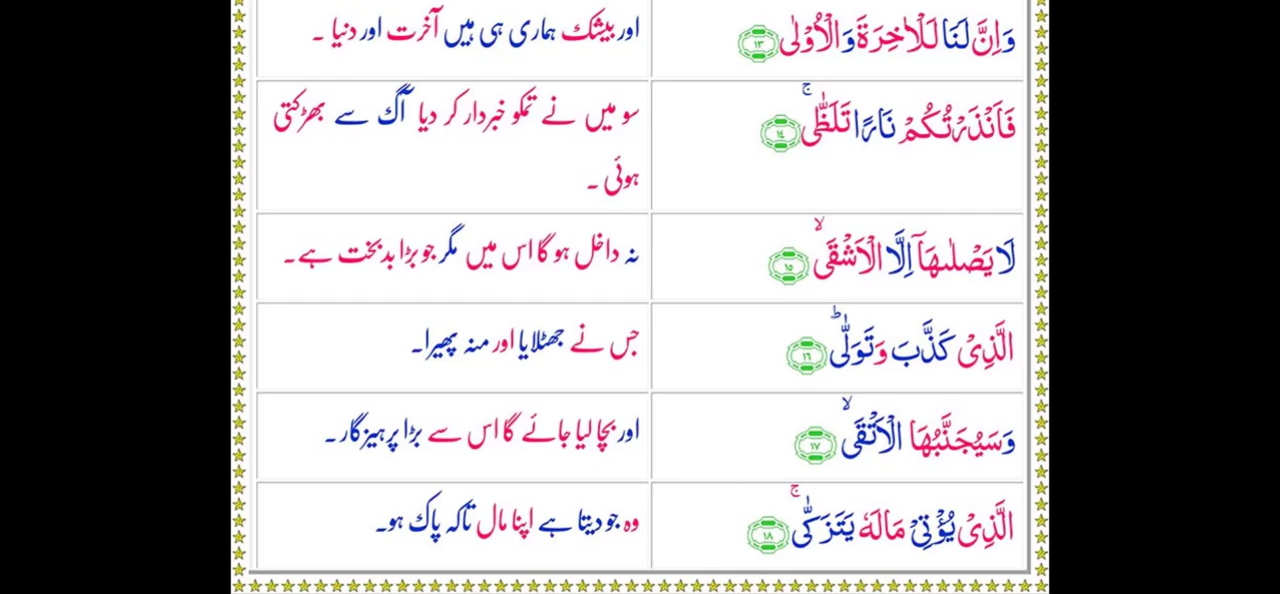 وَاِنَّ لَنَا لَلْاٰخِرَةَ وَالْاُوْلٰى ١٣
اور بیشک ہماری ہی ہیں آخرت اور دنیا ۔
فَاَنْذَرْتُكُمْ نَارًا تَلَظّٰىۚ ١٤
سو میں نے تمکو خبردار کر دیا آگ سے بھڑکتی
ہوئی ۔
لَا يَصْلٰىهَاۤ اِلَّا الْاَشْقَىۙ ١٥
نہ داخل ہو گا اس میں مگر جو بڑا بدبخت ہے۔
الَّذِىْ كَذَّبَ وَتَوَلّٰىؕ ١٦
جس نے جھٹلایا اور منہ پھیرا۔
وَسَيُجَنَّبُهَا الْاَتْقَىۙ ١٧
اور بچا لیا جائے گا اس سے بڑا پرہیزگار۔
الَّذِىْ يُؤْتِىْ مَالَهٗ يَتَزَكّٰىۚ ١٨
وہ جو دیتا ہے اپنا مال تاکہ پاک ہو۔